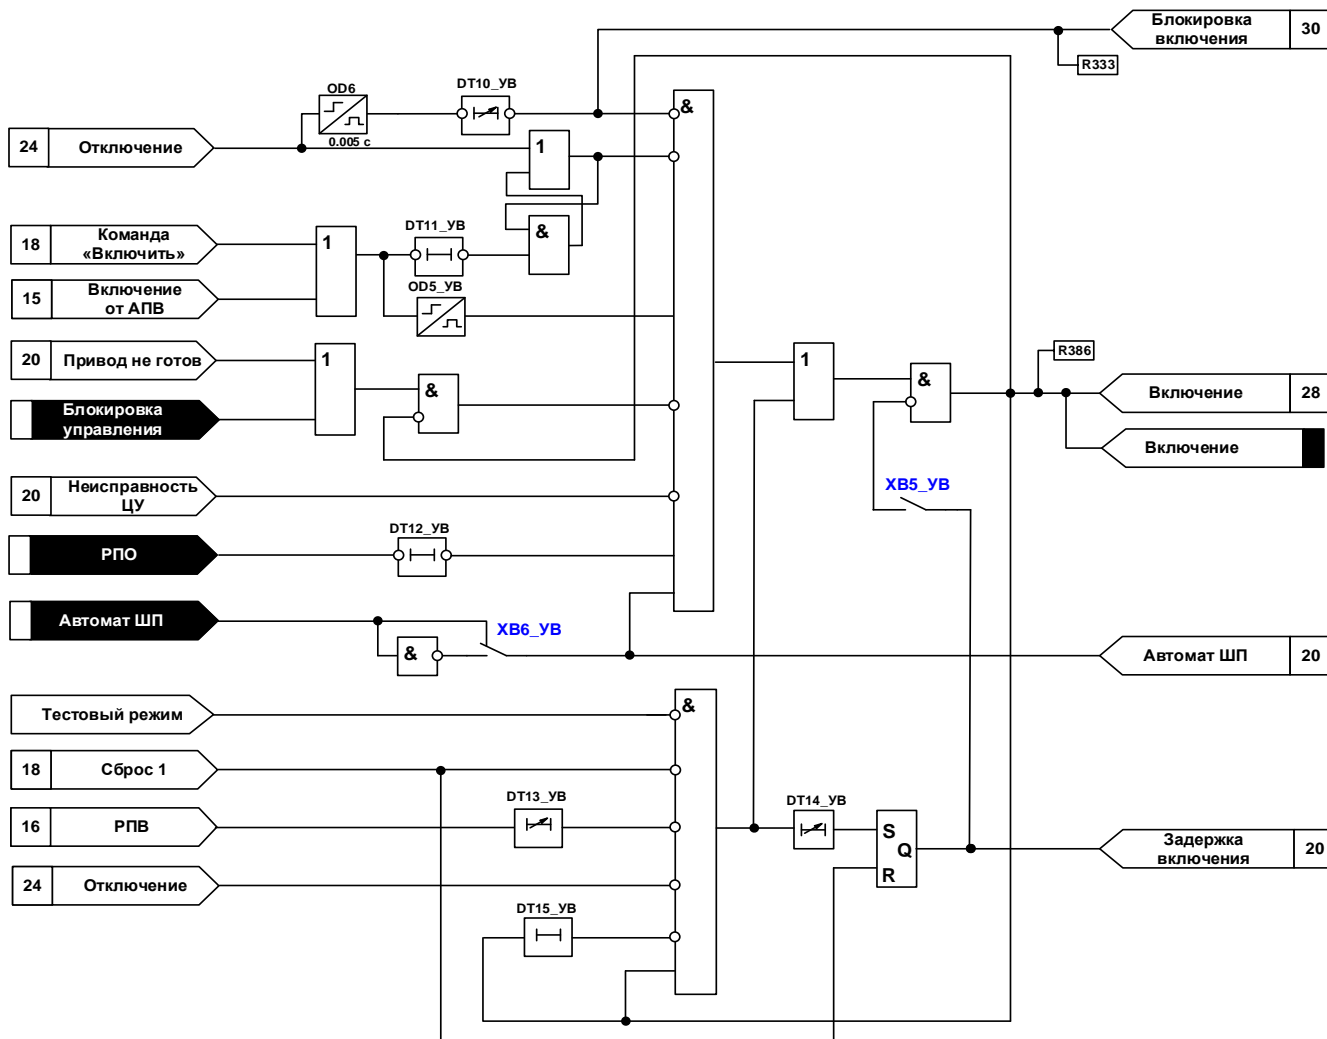 Блокировка
включения
30
R333
OD6
0.005 с
DT10_УВ
&
24
Отключение
1
18
Команда
«Включить»
1
DT11_УВ
&
15
Включение
от АПВ
OD5_УВ
20
Привод не готов
1
&
1
&
R386
Включение
28
Блокировка
управления
Включение
20
Неисправность
ЦУ
XB5_УВ
РПО
DT12_УВ
Автомат ШП
&
XB6_УВ
Автомат ШП
20
Тестовый режим
&
18
Сброс 1
16
РПВ
DT13_УВ
DT14_УВ
S
Q
R
Задержка
включения
20
24
Отключение
DT15_УВ